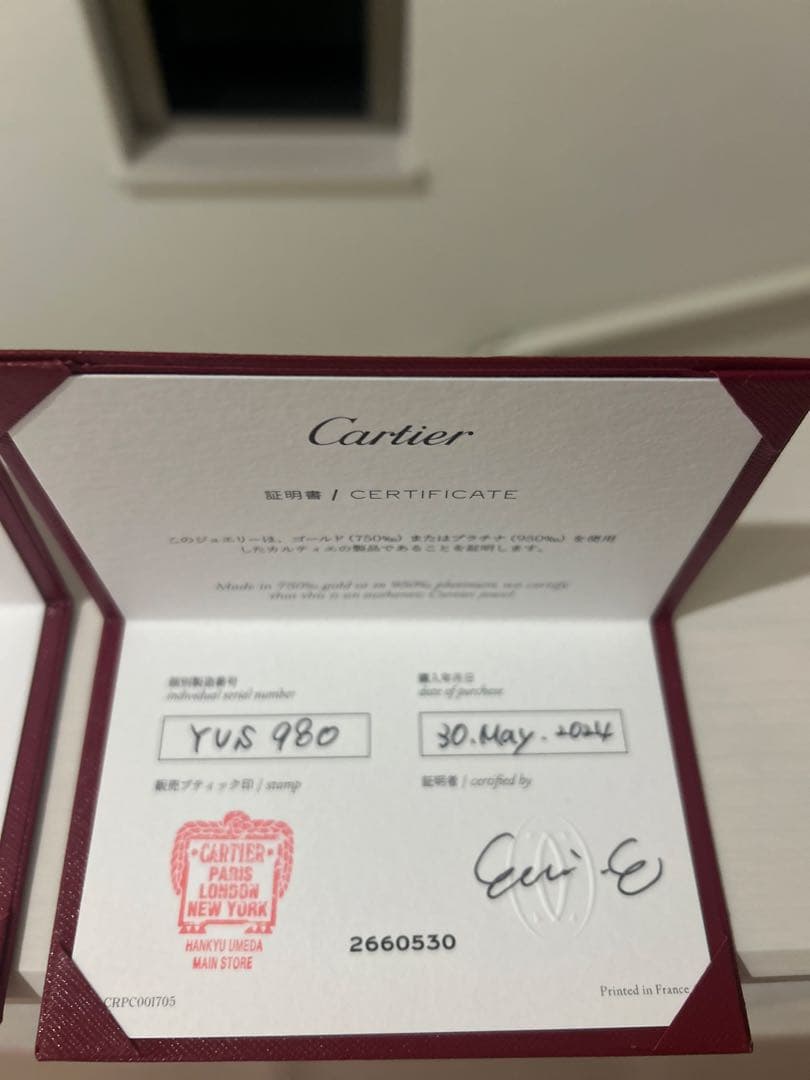 Cartier
証明書 / CERTIFICATE
このジュエリーは、ゴールド（750‰）またはプラチナ（950‰）を使用
したカルティエの製品であることを証明します。
Made in 750‰ gold or in 950‰ platinum we certify
that this is an authentic Cartier jewel
個別製造番号
individual serial number
YUS 980
購入年月日
date of purchase
30.May.2024
販売ブティック印 / stamp
証明者 / certified by
CARTIER
PARIS
LONDON
NEW YORK
HANKYU UMEDA
MAIN STORE
2660530
CRPC001705
Printed in France